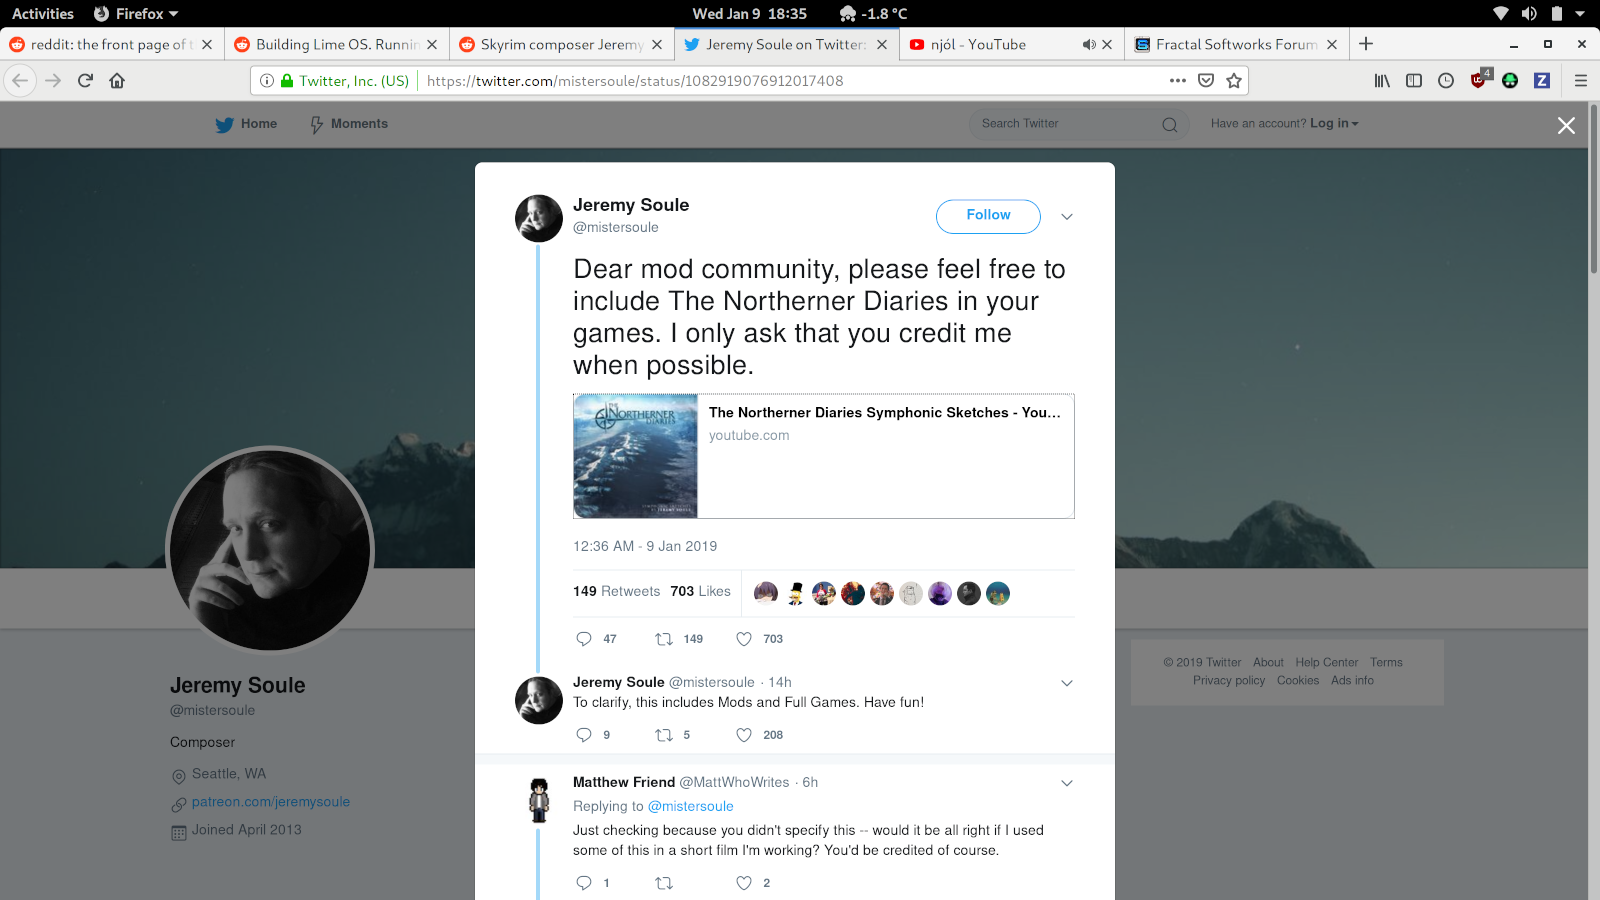 Activities Firefox Wed Jan 9 18:35 -1.8 °C
reddit: the front page of t Building Lime OS. Runnin Skyrim composer Jeremy Jeremy Soule on Twitter: njól - YouTube Fractal Softworks Forum
Twitter, Inc. (US) https://twitter.com/mistersoule/status/1082919076912017408 4 Z
Home Moments Search Twitter Have an account? Log in
Jeremy Soule
@mistersoule
Follow
Dear mod community, please feel free to
include The Northerner Diaries in your
games. I only ask that you credit me
when possible.
THE
NORTHERNER
DIARIES
The Northerner Diaries Symphonic Sketches - You...
youtube.com
12:36 AM - 9 Jan 2019
149 Retweets 703 Likes
47 149 703
Jeremy Soule @mistersoule · 14h
To clarify, this includes Mods and Full Games. Have fun!
9 5 208
Matthew Friend @MattWhoWrites · 6h
Replying to @mistersoule
Just checking because you didn't specify this -- would it be all right if I used
some of this in a short film I'm working? You'd be credited of course.
1 2
Jeremy Soule
@mistersoule
Composer
Seattle, WA
patreon.com/jeremysoule
Joined April 2013
© 2019 Twitter About Help Center Terms
Privacy policy Cookies Ads info